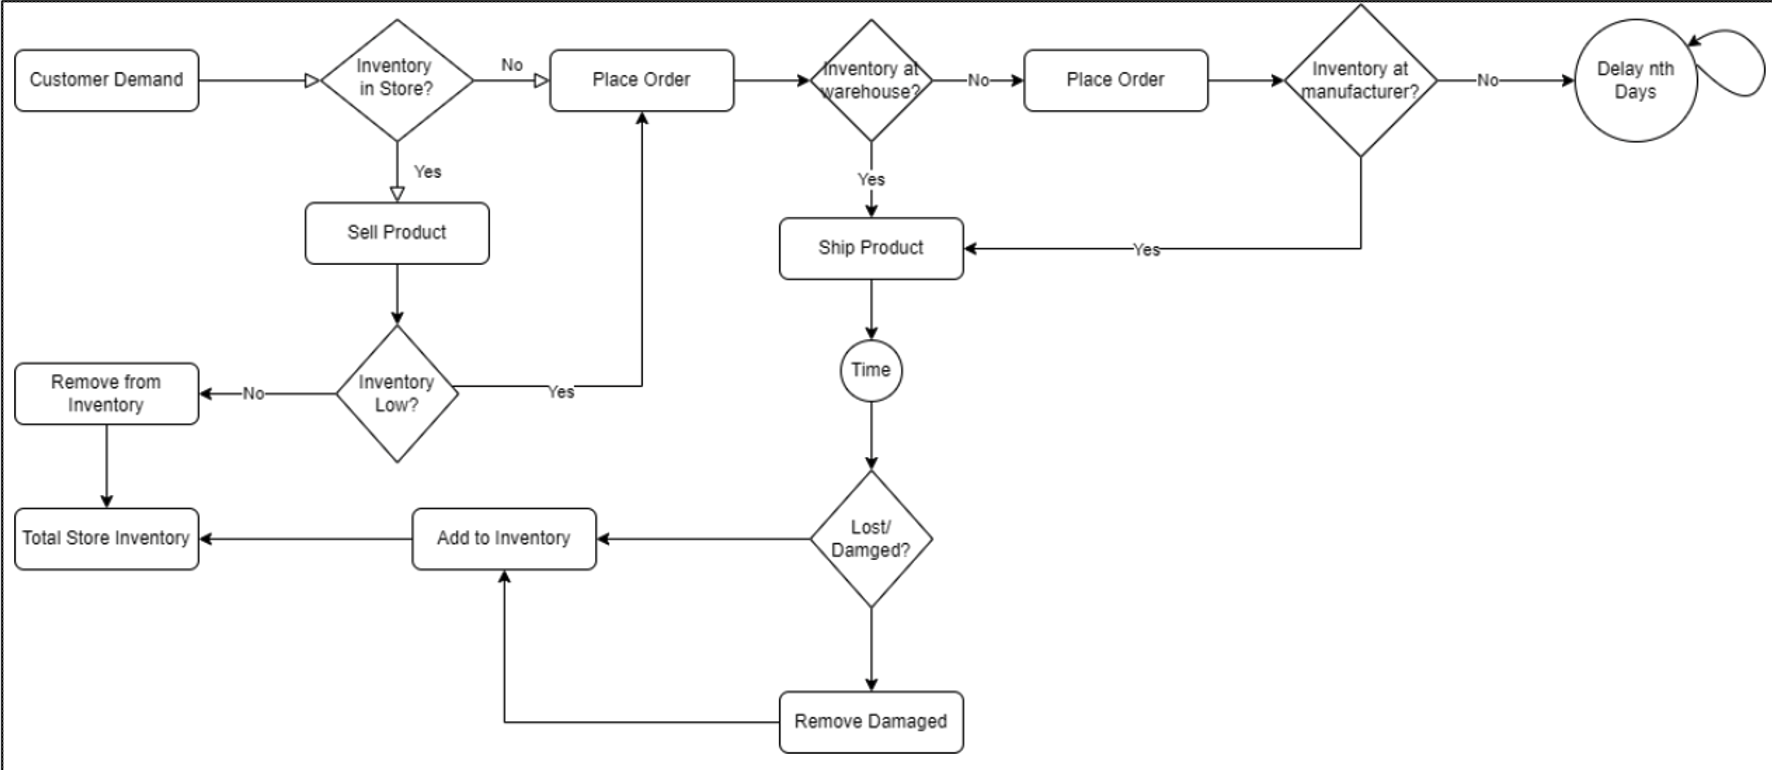 Customer Demand
Inventory
in Store?
No
Place Order
Inventory at
warehouse?
No
Place Order
Inventory at
manufacturer?
No
Delay nth
Days
Yes
Yes
Sell Product
Ship Product
Yes
Time
Remove from
Inventory
No
Inventory
Low?
Yes
Total Store Inventory
Add to Inventory
Lost/
Damged?
Remove Damaged